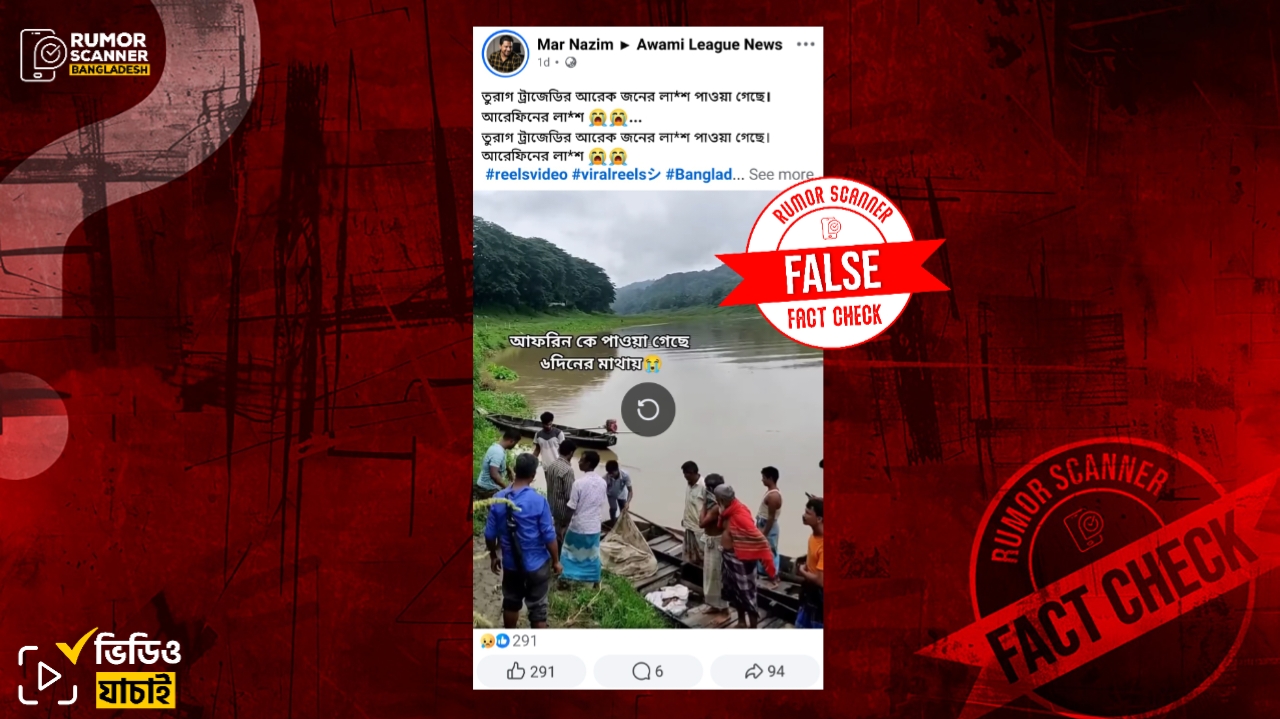 RUMOR
SCANNER
BANGLADESH
Mar Nazim ► Awami League News
1d •
তুরাগ ট্রাজেডির আরেক জনের লা*শ পাওয়া গেছে।
আরেফিনের লা*শ 😭😭...
তুরাগ ট্রাজেডির আরেক জনের লা*শ পাওয়া গেছে।
আরেফিনের লা*শ 😭😭
#reelsvideo #viralreelsシ #Banglad... See more
RUMOR SCANNER
FALSE
FACT CHECK
আফরিন কে পাওয়া গেছে
৬দিনের মাথায়😭
291
291
6
94
RUMOR SCANNER
FACT CHECK
ভিডিও
যাচাই